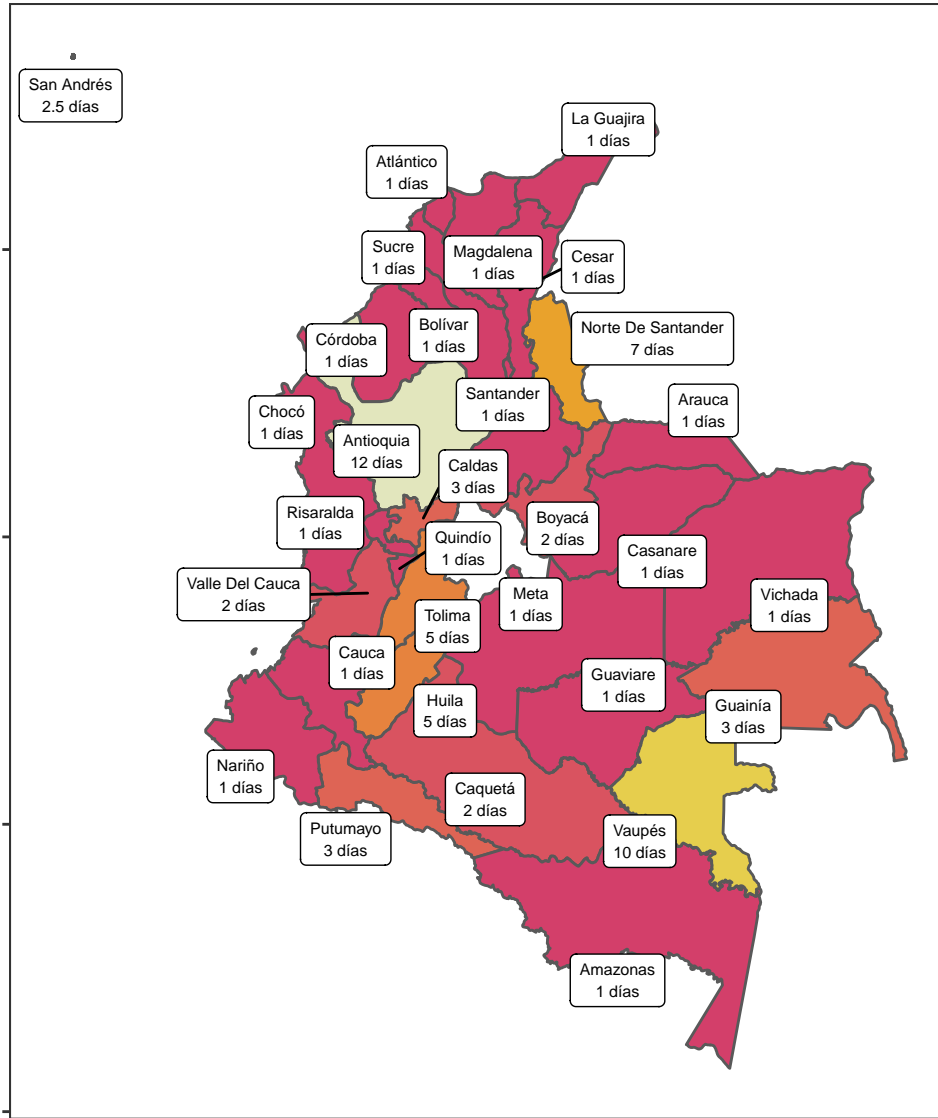 San Andrés
2.5 días
La Guajira
1 días
Atlántico
1 días
Sucre
1 días
Magdalena
1 días
Cesar
1 días
Córdoba
1 días
Bolívar
1 días
Norte De Santander
7 días
Chocó
1 días
Santander
1 días
Arauca
1 días
Antioquia
12 días
Caldas
3 días
Risaralda
1 días
Quindío
1 días
Boyacá
2 días
Casanare
1 días
Valle Del Cauca
2 días
Tolima
5 días
Meta
1 días
Vichada
1 días
Cauca
1 días
Huila
5 días
Guaviare
1 días
Guainía
3 días
Nariño
1 días
Caquetá
2 días
Putumayo
3 días
Vaupés
10 días
Amazonas
1 días